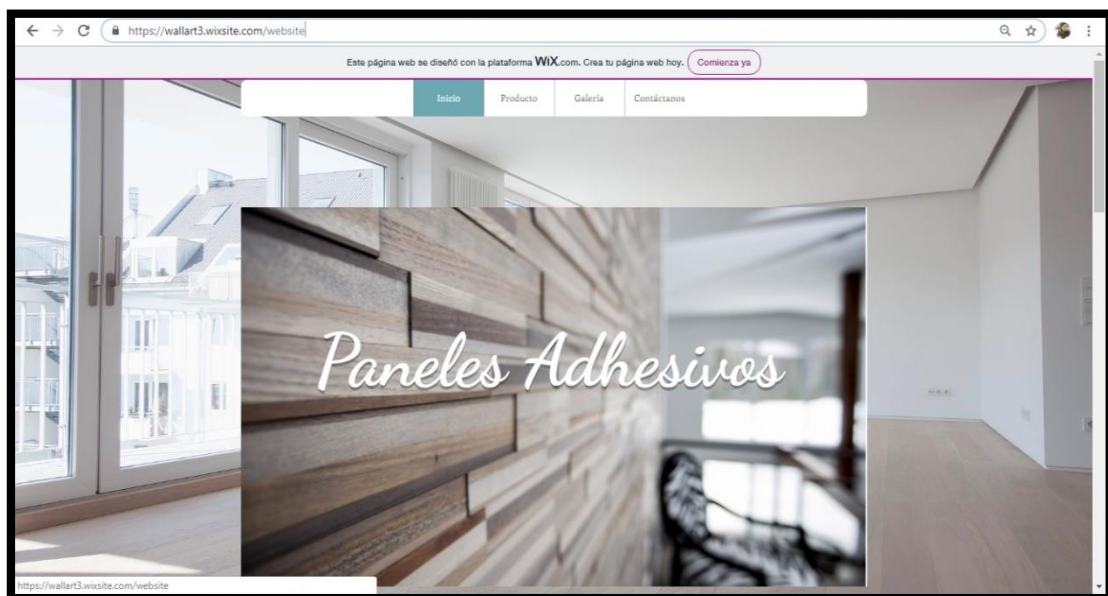 https://wallart3.wixsite.com/website
Este página web se diseñó con la plataforma WiX.com. Crea tu página web hoy. Comienza ya
Inicio Producto Galería Contáctanos
Paneles Adhesivos
https://wallart3.wixsite.com/website